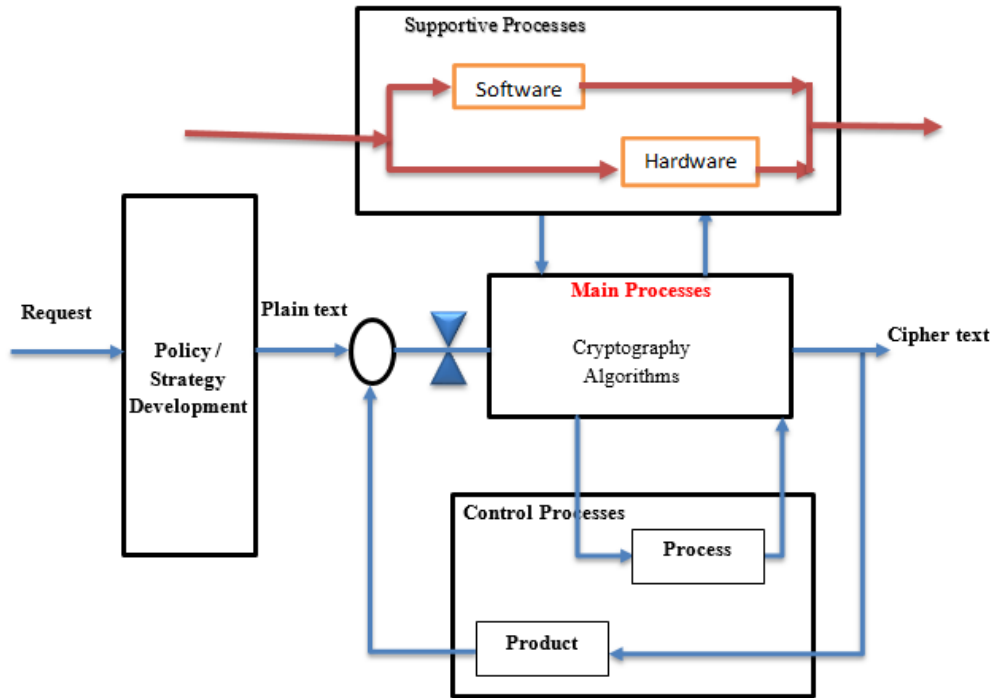 Supportive Processes
Software
Hardware
Request
Policy /
Strategy
Development
Plain text
Main Processes
Cryptography
Algorithms
Cipher text
Control Processes
Process
Product